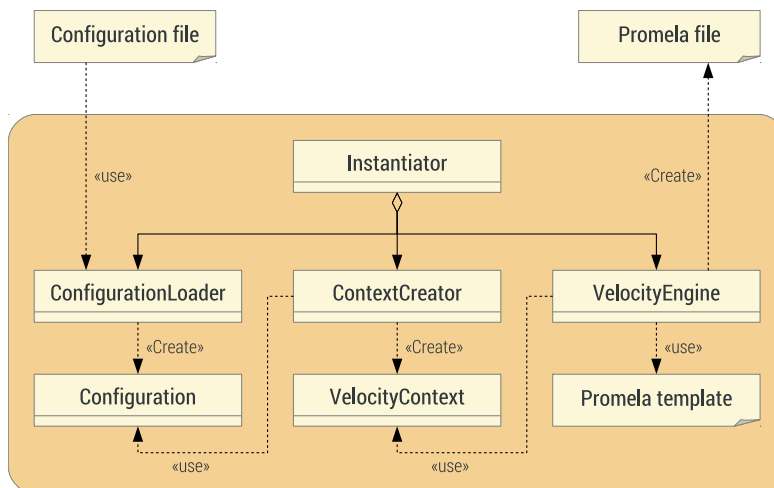 Configuration file
Promela file
«use»
Instantiator
«Create»
ConfigurationLoader
ContextCreator
VelocityEngine
«Create»
«Create»
«use»
Configuration
VelocityContext
Promela template
«use»
«use»